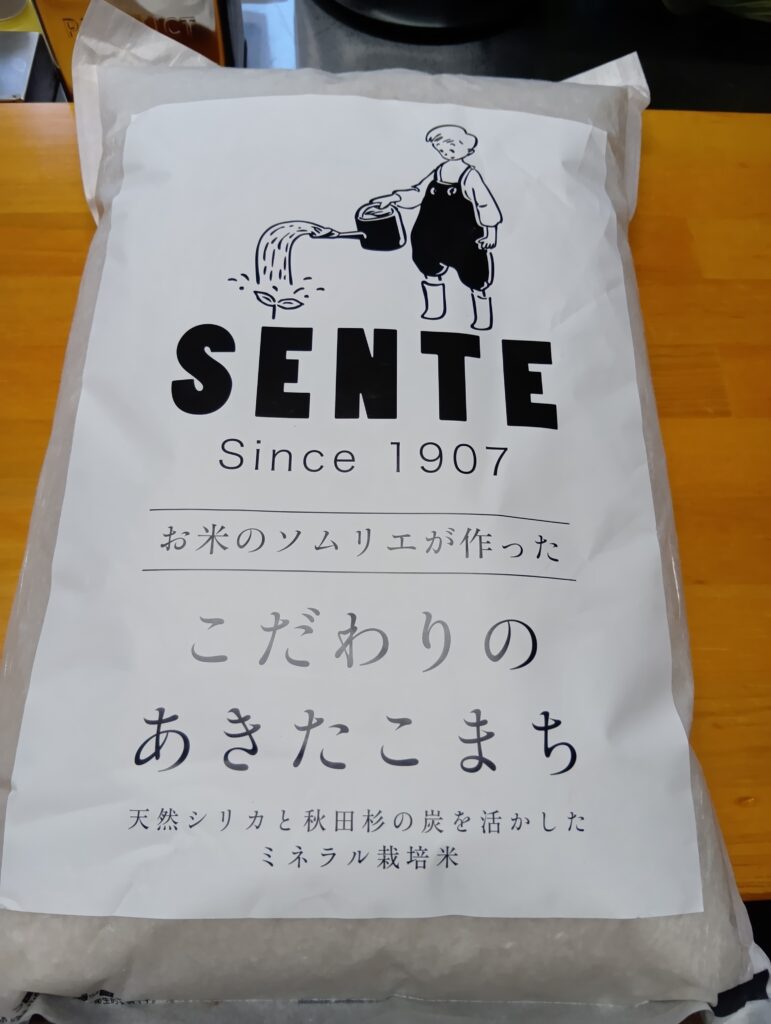 SENTE
Since 1907
お米のソムリエが作った
こだわりの
あきたこまち
天然シリカと秋田杉の炭を活かした
ミネラル栽培米